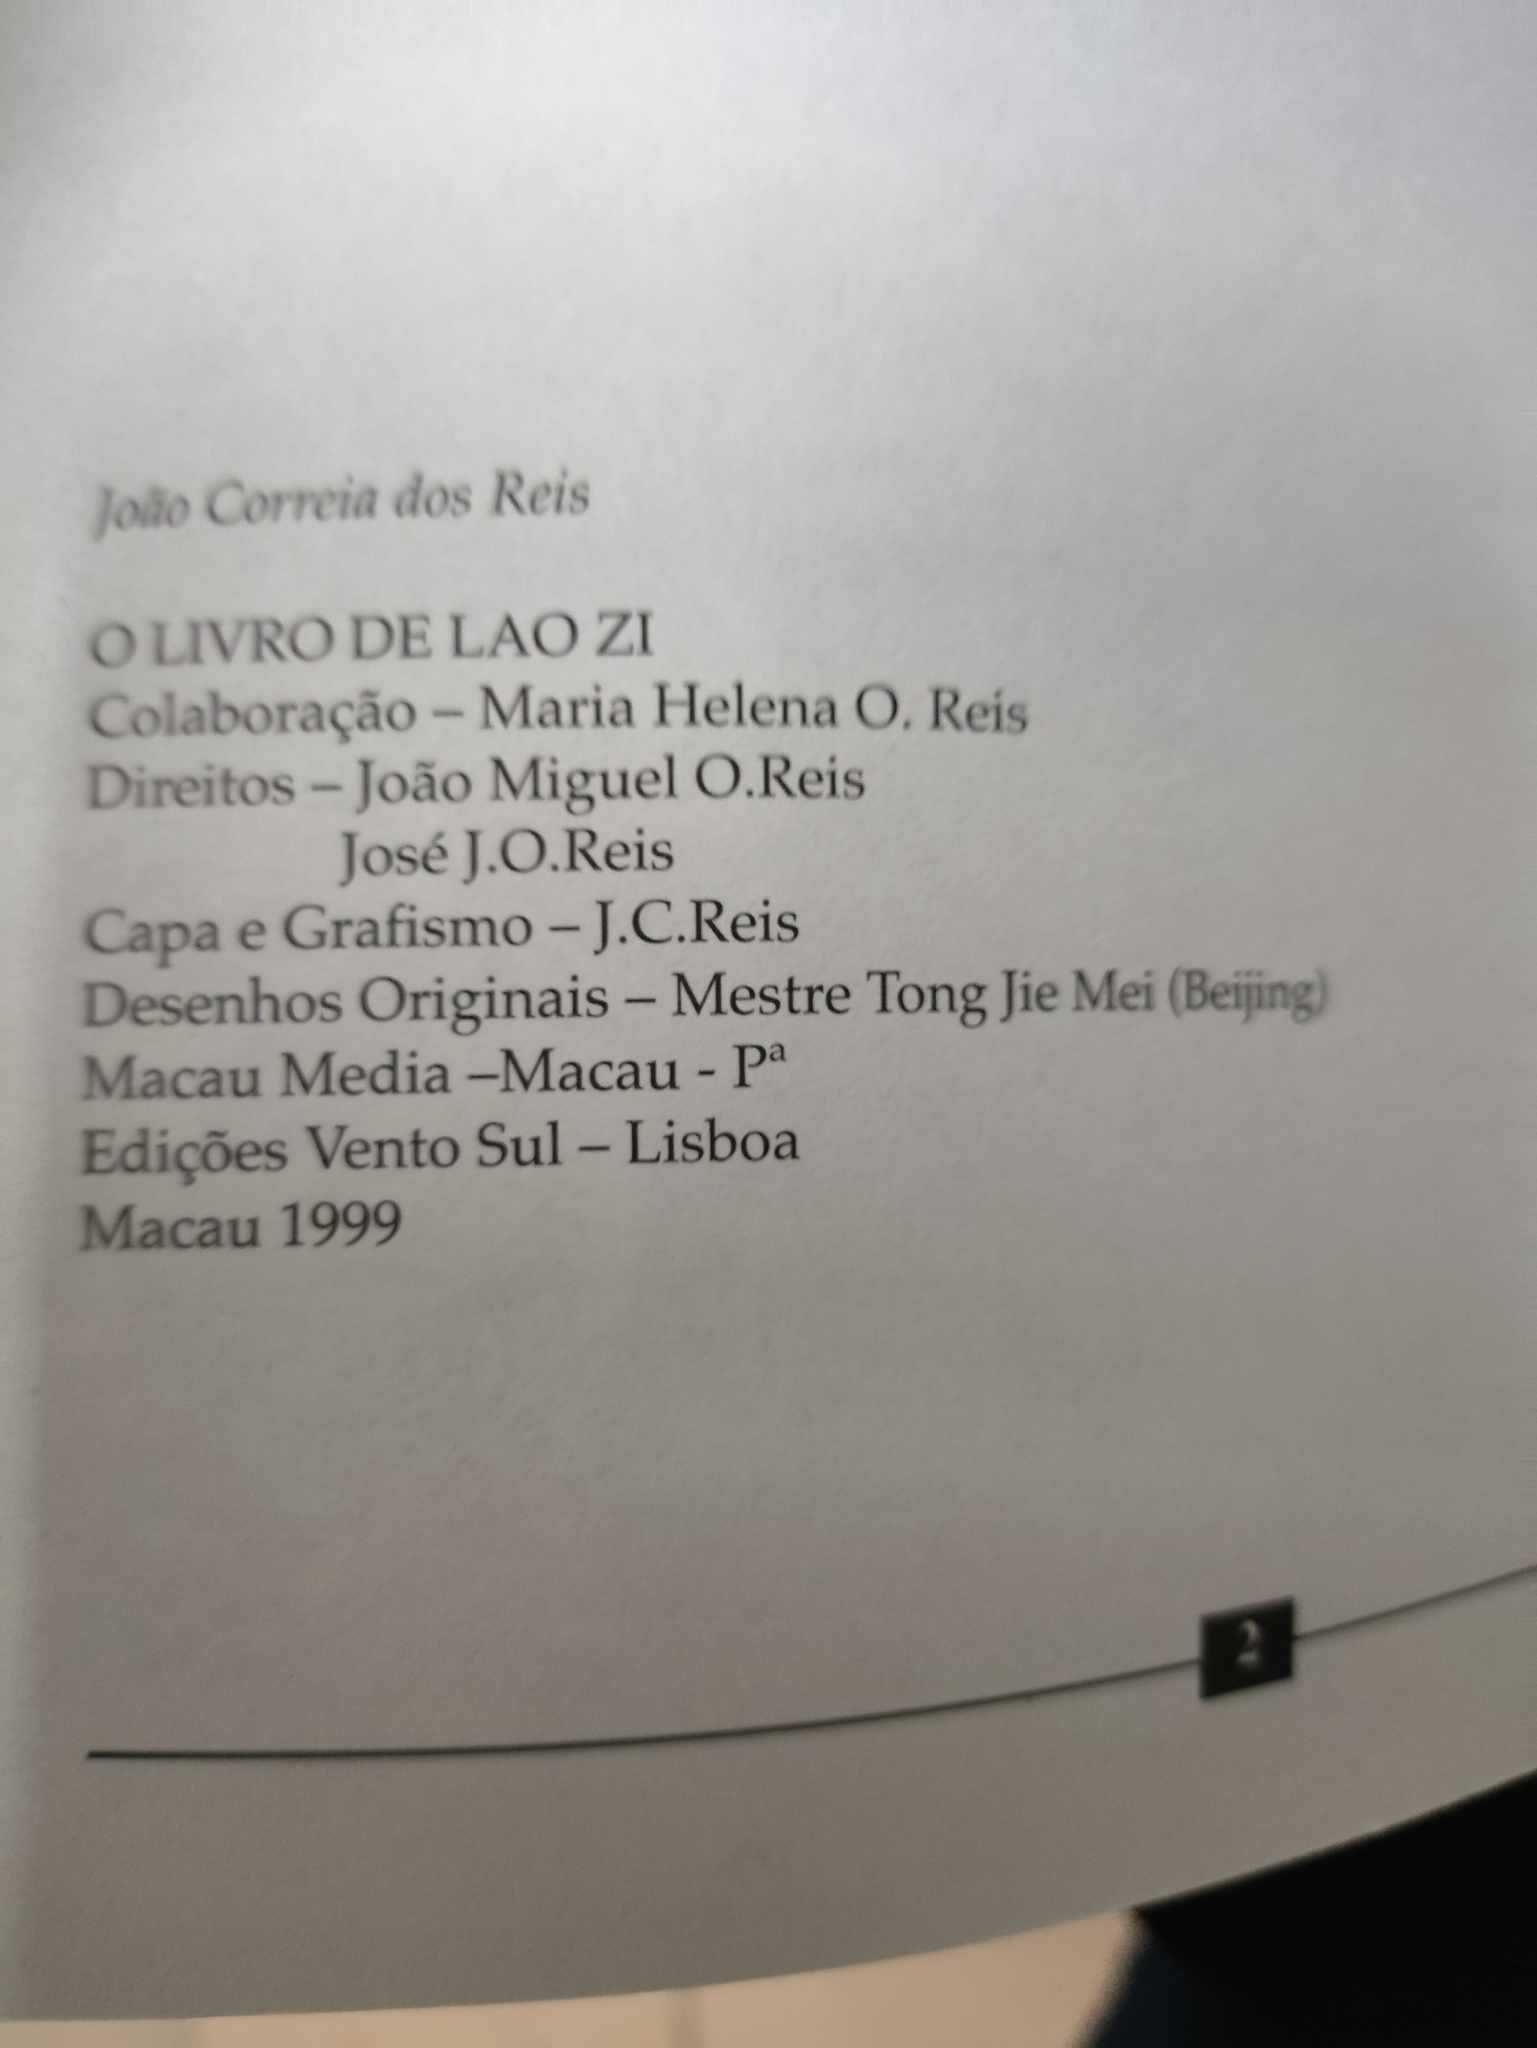 João Correia dos Reis
O LIVRO DE LAO ZI
Colaboração – Maria Helena O. Reis
Direitos – João Miguel O.Reis
José J.O.Reis
Capa e Grafismo – J.C.Reis
Desenhos Originais – Mestre Tong Jie Mei (Beijing)
Macau Media –Macau - Pª
Edições Vento Sul – Lisboa
Macau 1999
2